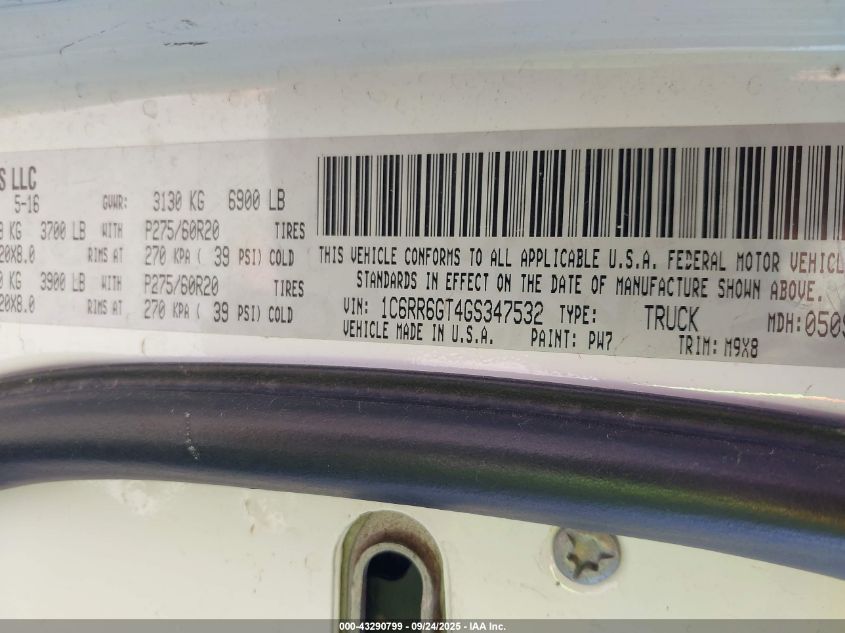 S LLC
5-16 GVWR: 3130 KG 6900 LB
KG 3700 LB WITH P275/60R20 TIRES
20X8.0 RIMS AT 270 KPA ( 39 PSI) COLD
KG 3900 LB WITH P275/60R20 TIRES
20X8.0 RIMS AT 270 KPA ( 39 PSI) COLD
THIS VEHICLE CONFORMS TO ALL APPLICABLE U.S.A. FEDERAL MOTOR VEHICL
STANDARDS IN EFFECT ON THE DATE OF MANUFACTURE SHOWN ABOVE.
VIN: 1C6RR6GT4GS347532 TYPE: TRUCK MDH: 0509
VEHICLE MADE IN U.S.A. PAINT: PW7 TRIM: M9X8
000-43290799 - 09/24/2025 - IAA Inc.